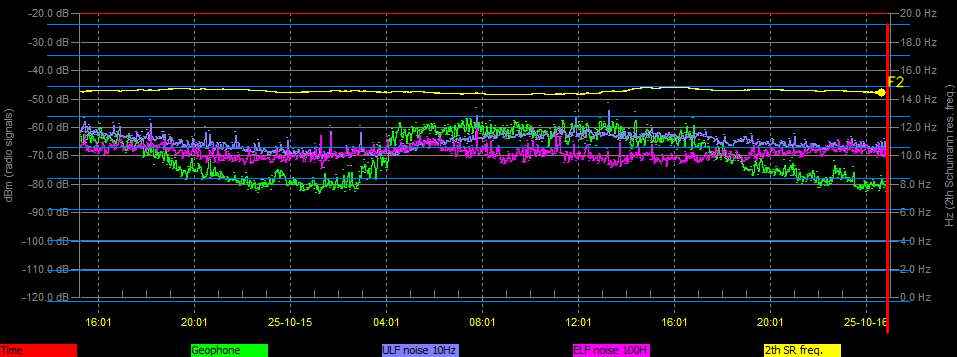 -20.0 dB
20.0 Hz
-30.0 dB
18.0 Hz
-40.0 dB
16.0 Hz
F2
-50.0 dB
14.0 Hz
-60.0 dB
12.0 Hz
-70.0 dB
10.0 Hz
-80.0 dB
8.0 Hz
-90.0 dB
6.0 Hz
-100.0 dB
4.0 Hz
-110.0 dB
2.0 Hz
-120.0 dB
0.0 Hz
dBm (radio signals)
Hz (2th Schumann res. freq.)
16:01 20:01 25-10-15 04:01 08:01 12:01 16:01 25-10-16
Time Geophone ULF noise 10Hz ELF noise 100H 2th SR freq.